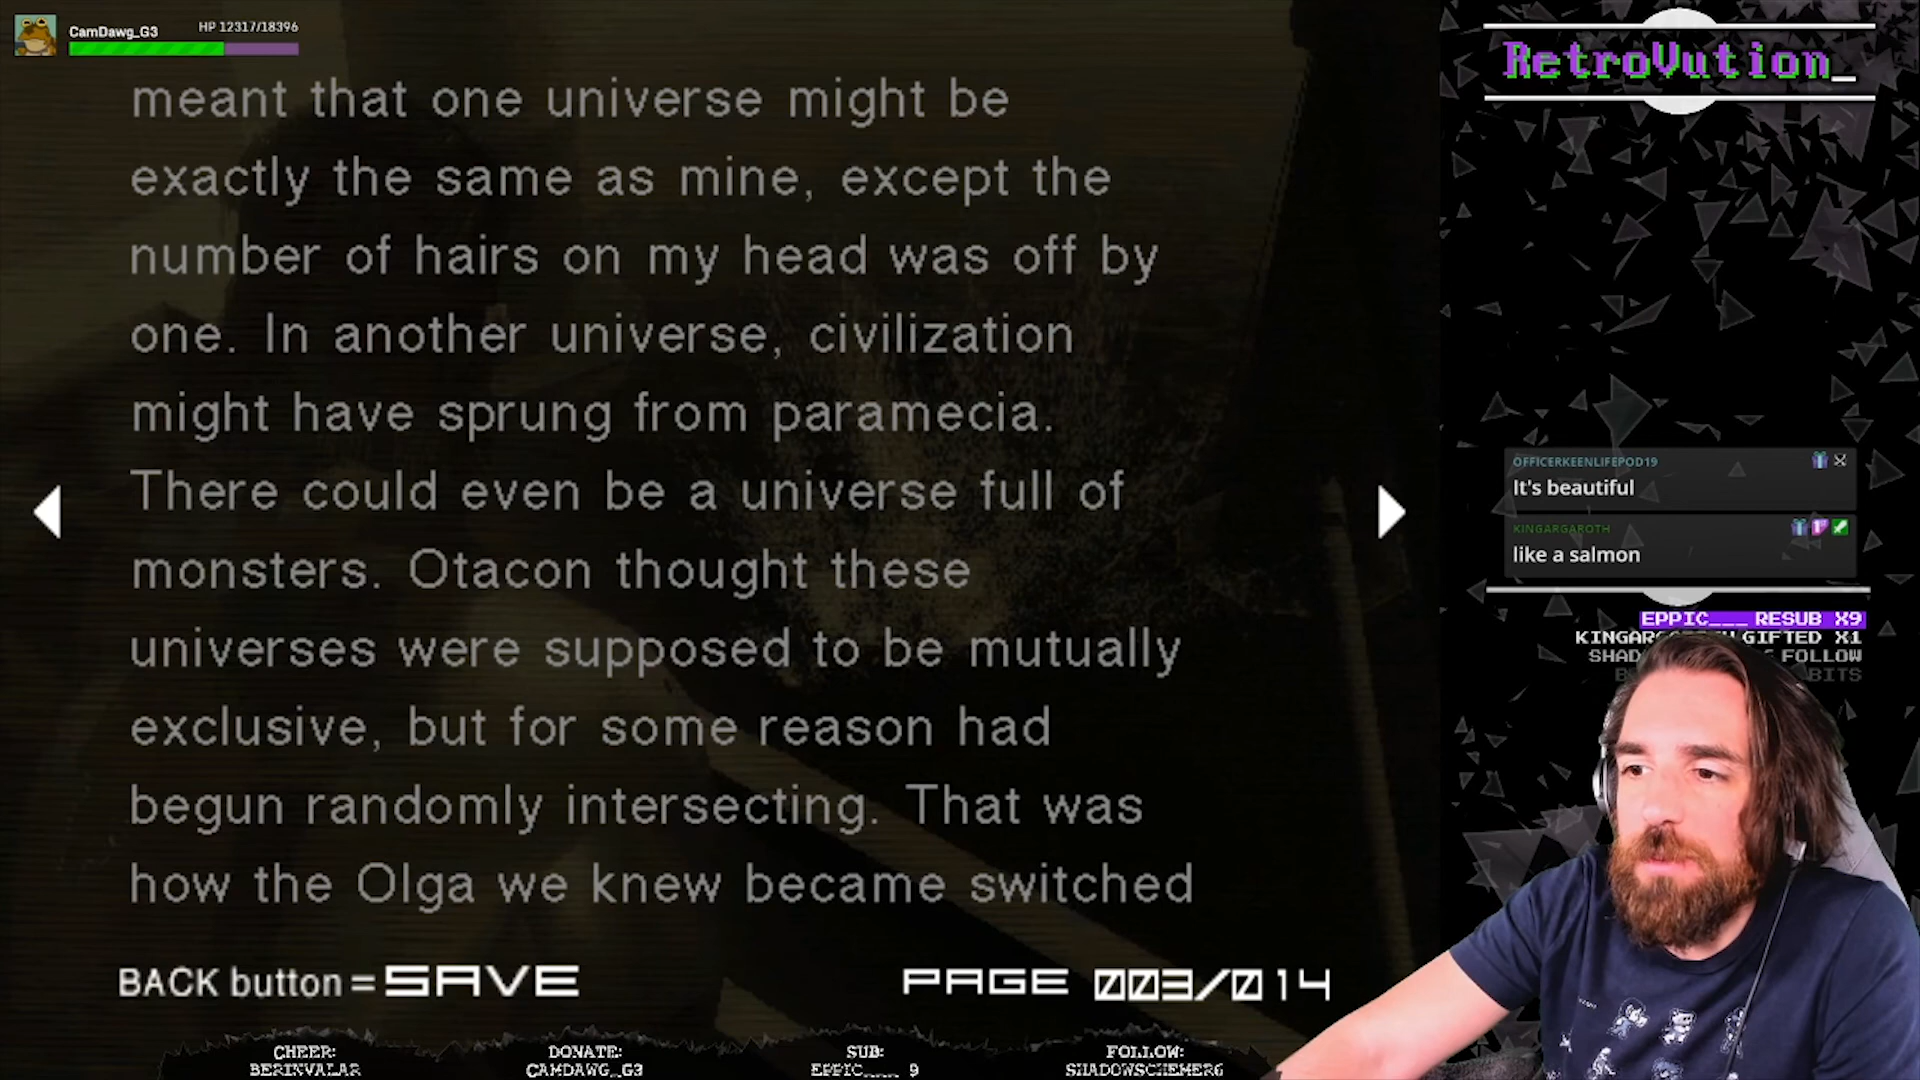 CamDawg_G3
HP 12317/18396
RetroVution_
meant that one universe might be
exactly the same as mine, except the
number of hairs on my head was off by
one. In another universe, civilization
might have sprung from paramecia.
There could even be a universe full of
monsters. Otacon thought these
universes were supposed to be mutually
exclusive, but for some reason had
begun randomly intersecting. That was
how the Olga we knew became switched
BACK button = SAVE
PAGE 003/014
OFFICERKEENLIFEPOD19
It's beautiful
KINGARGAROTH
like a salmon
EPPIC___ RESUB X9
GIFTED X1
FOLLOW
BITS
CHEER:
BERINVALAR
DONATE:
CAMDAWG_G3
SUB:
EPPIC___ 9
FOLLOW:
SHADOWSCHEMER6